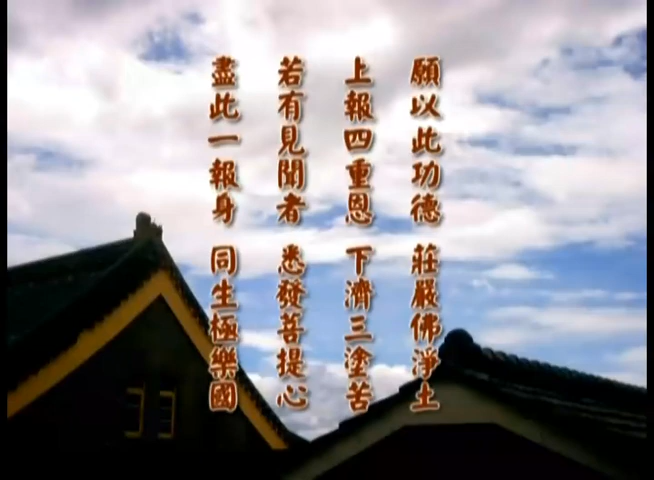 願以此功德 莊嚴佛淨土
上報四重恩 下濟三塗苦
若有見聞者 悉發菩提心
盡此一報身 同生極樂國